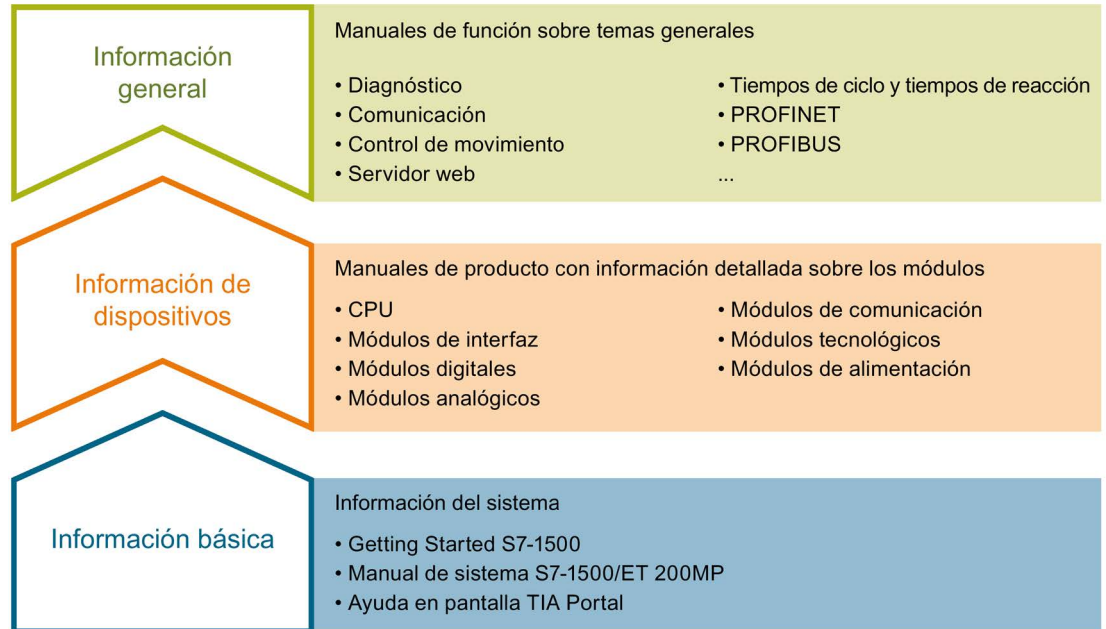 Información
general
Manuales de función sobre temas generales
• Diagnóstico
• Comunicación
• Control de movimiento
• Servidor web
• Tiempos de ciclo y tiempos de reacción
• PROFINET
• PROFIBUS
...
Información de
dispositivos
Manuales de producto con información detallada sobre los módulos
• CPU
• Módulos de interfaz
• Módulos digitales
• Módulos analógicos
• Módulos de comunicación
• Módulos tecnológicos
• Módulos de alimentación
Información básica
Información del sistema
• Getting Started S7-1500
• Manual de sistema S7-1500/ET 200MP
• Ayuda en pantalla TIA Portal